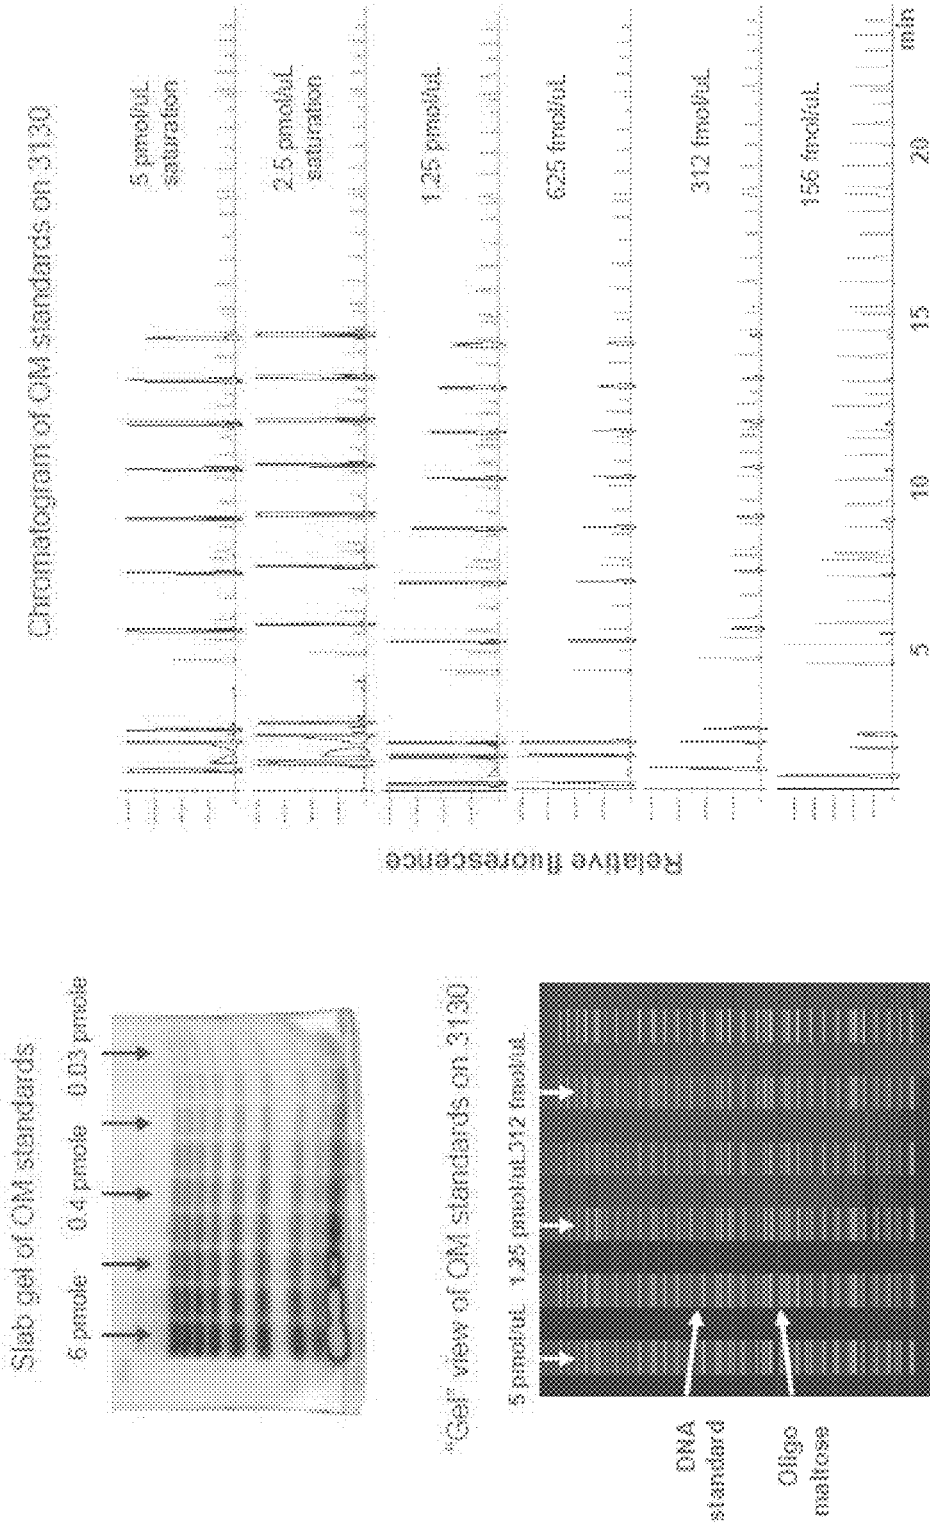 Slab gel of OM standards
6 pmole 0.4 pmole 0.03 pmole
"Gel" view of OM standards on 3130
5 pmol/uL 1.25 pmol/uL 312 fmol/uL
DNA
standard
Oligo
maltose
Chromatogram of OM standards on 3130
5 pmol/uL
saturation
2.5 pmol/uL
saturation
1.25 pmol/uL
625 fmol/uL
312 fmol/uL
156 fmol/uL
Relative fluorescence
5 10 15 20 min